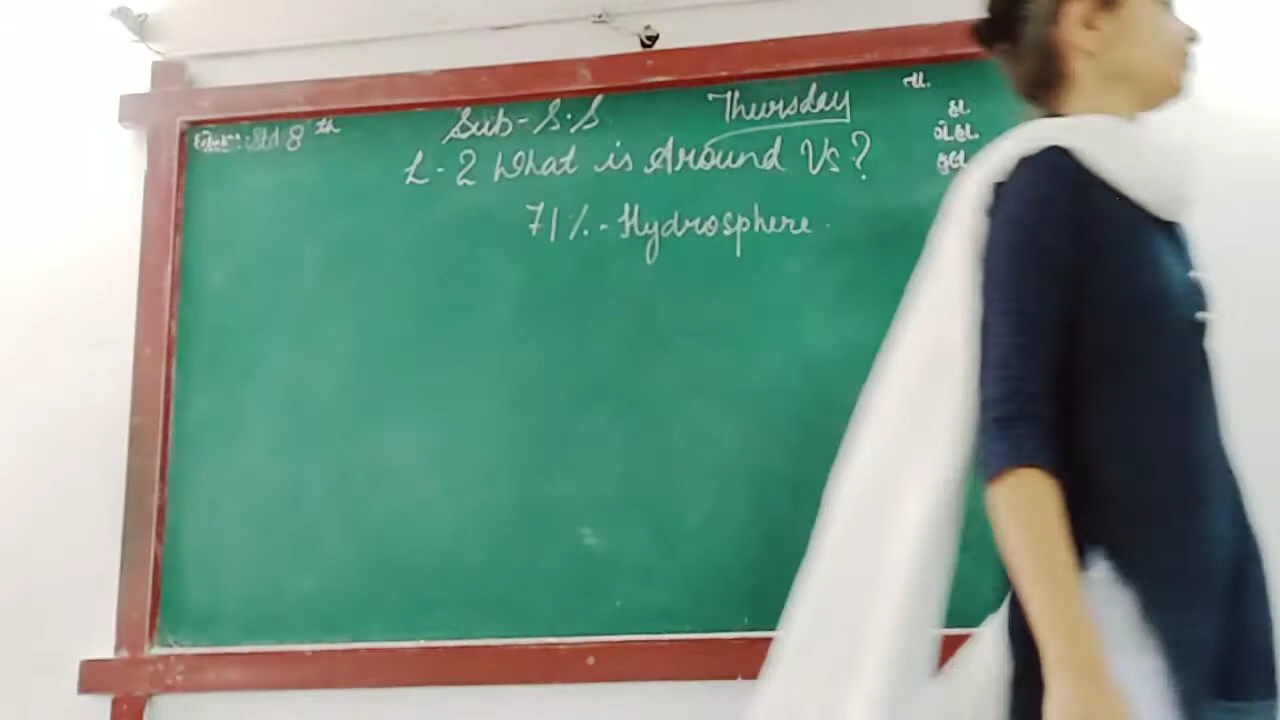 Std 8th
Sub - S.S
Thursday
તા.
હા.
ગે.હા.
કુલ
L - 2 What is Around Us?
71 % - Hydrosphere.